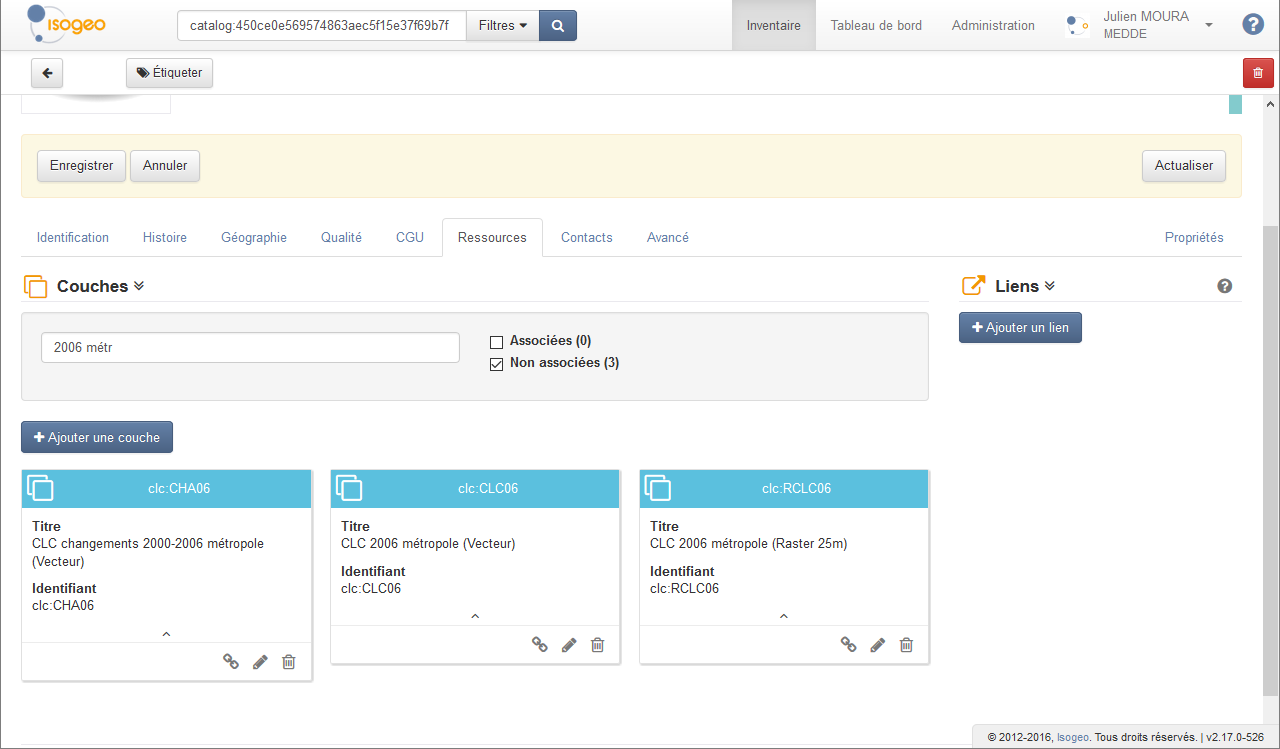 isogeo
catalog:450ce0e569574863aec5f15e37f69b7f
Filtres
Inventaire
Tableau de bord
Administration
Julien MOURA
MEDDE
?
Étiqueter
Enregistrer
Annuler
Actualiser
Identification
Histoire
Géographie
Qualité
CGU
Ressources
Contacts
Avancé
Propriétés
Couches
Liens
?
2006 métr
Associées (0)
Non associées (3)
Ajouter un lien
Ajouter une couche
clc:CHA06
Titre
CLC changements 2000-2006 métropole
(Vecteur)
Identifiant
clc:CHA06
clc:CLC06
Titre
CLC 2006 métropole (Vecteur)
Identifiant
clc:CLC06
clc:RCLC06
Titre
CLC 2006 métropole (Raster 25m)
Identifiant
clc:RCLC06
© 2012-2016, Isogeo. Tous droits réservés. | v2.17.0-526